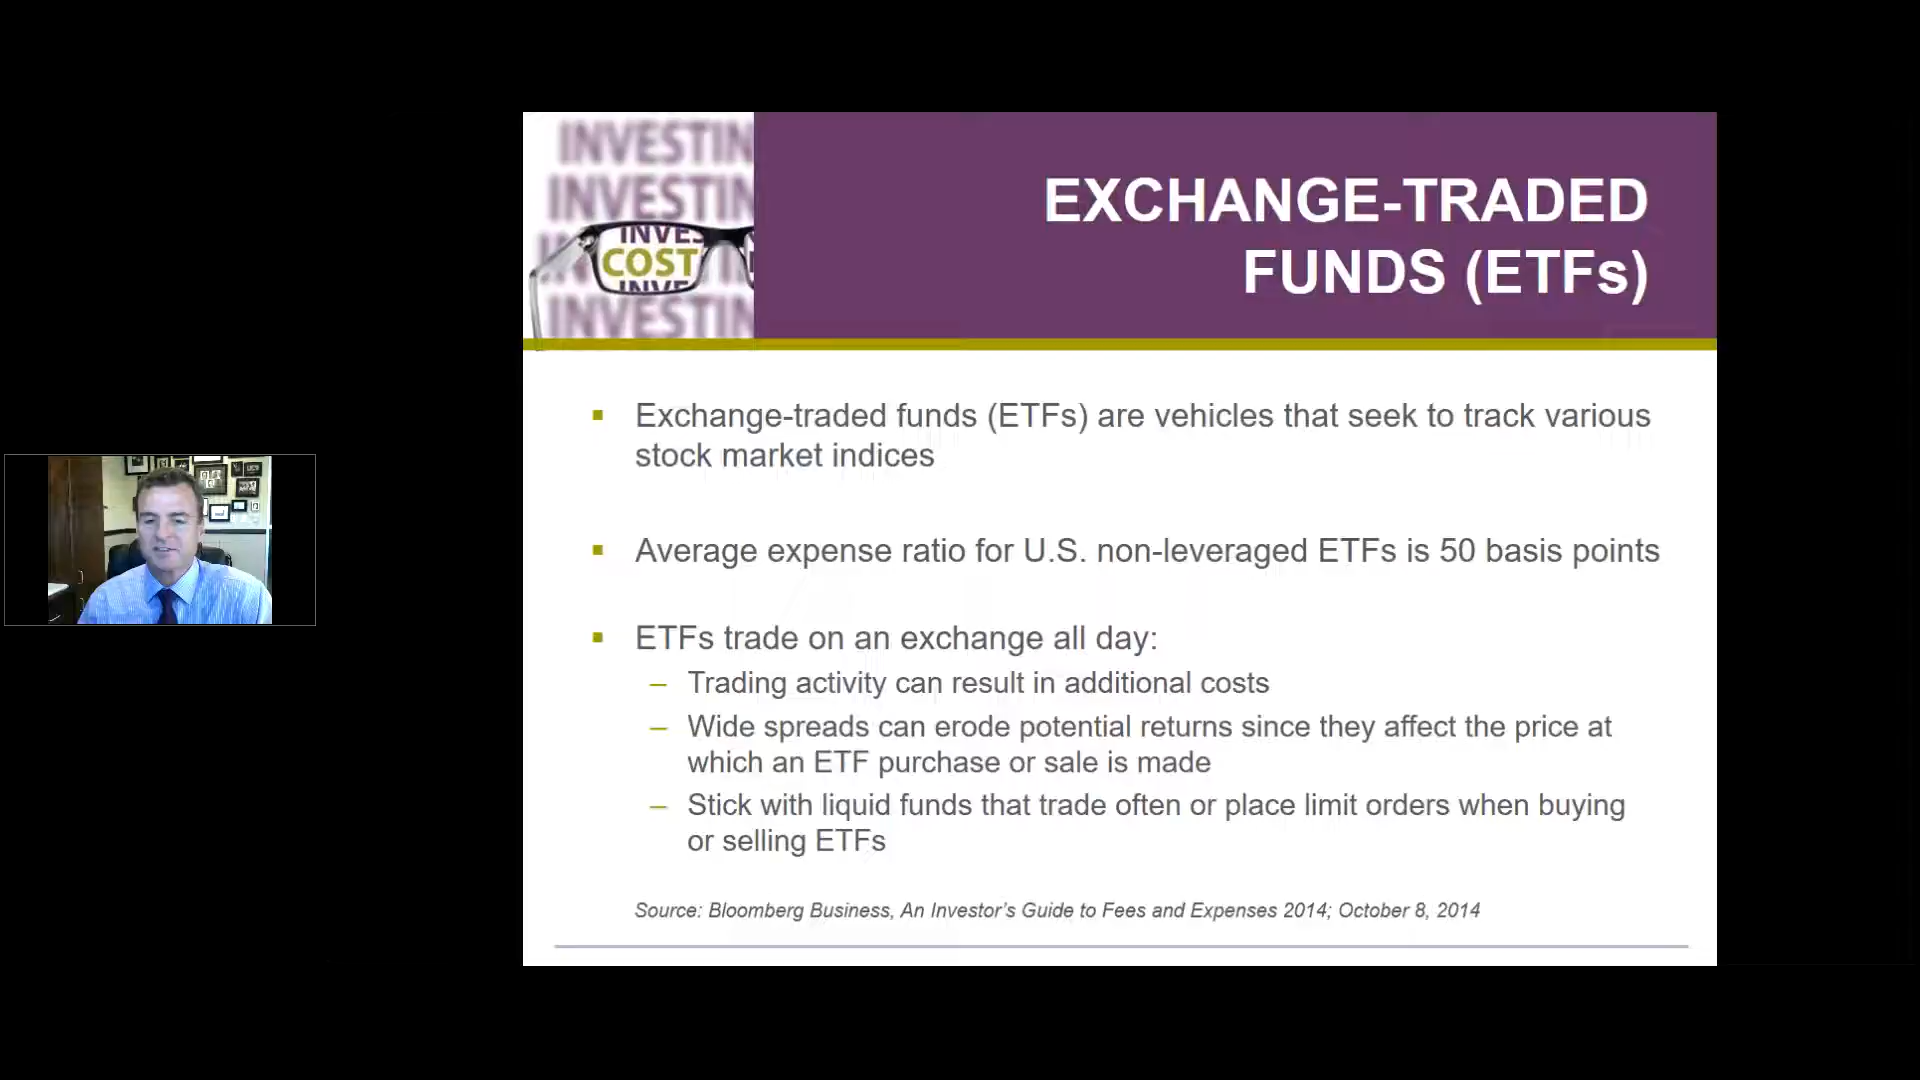 INVESTIN
INVESTIN
INVES
COST
INVE
INVESTIN
EXCHANGE-TRADED
FUNDS (ETFs)
▪ Exchange-traded funds (ETFs) are vehicles that seek to track various
stock market indices
▪ Average expense ratio for U.S. non-leveraged ETFs is 50 basis points
▪ ETFs trade on an exchange all day:
– Trading activity can result in additional costs
– Wide spreads can erode potential returns since they affect the price at
which an ETF purchase or sale is made
– Stick with liquid funds that trade often or place limit orders when buying
or selling ETFs
Source: Bloomberg Business, An Investor's Guide to Fees and Expenses 2014; October 8, 2014